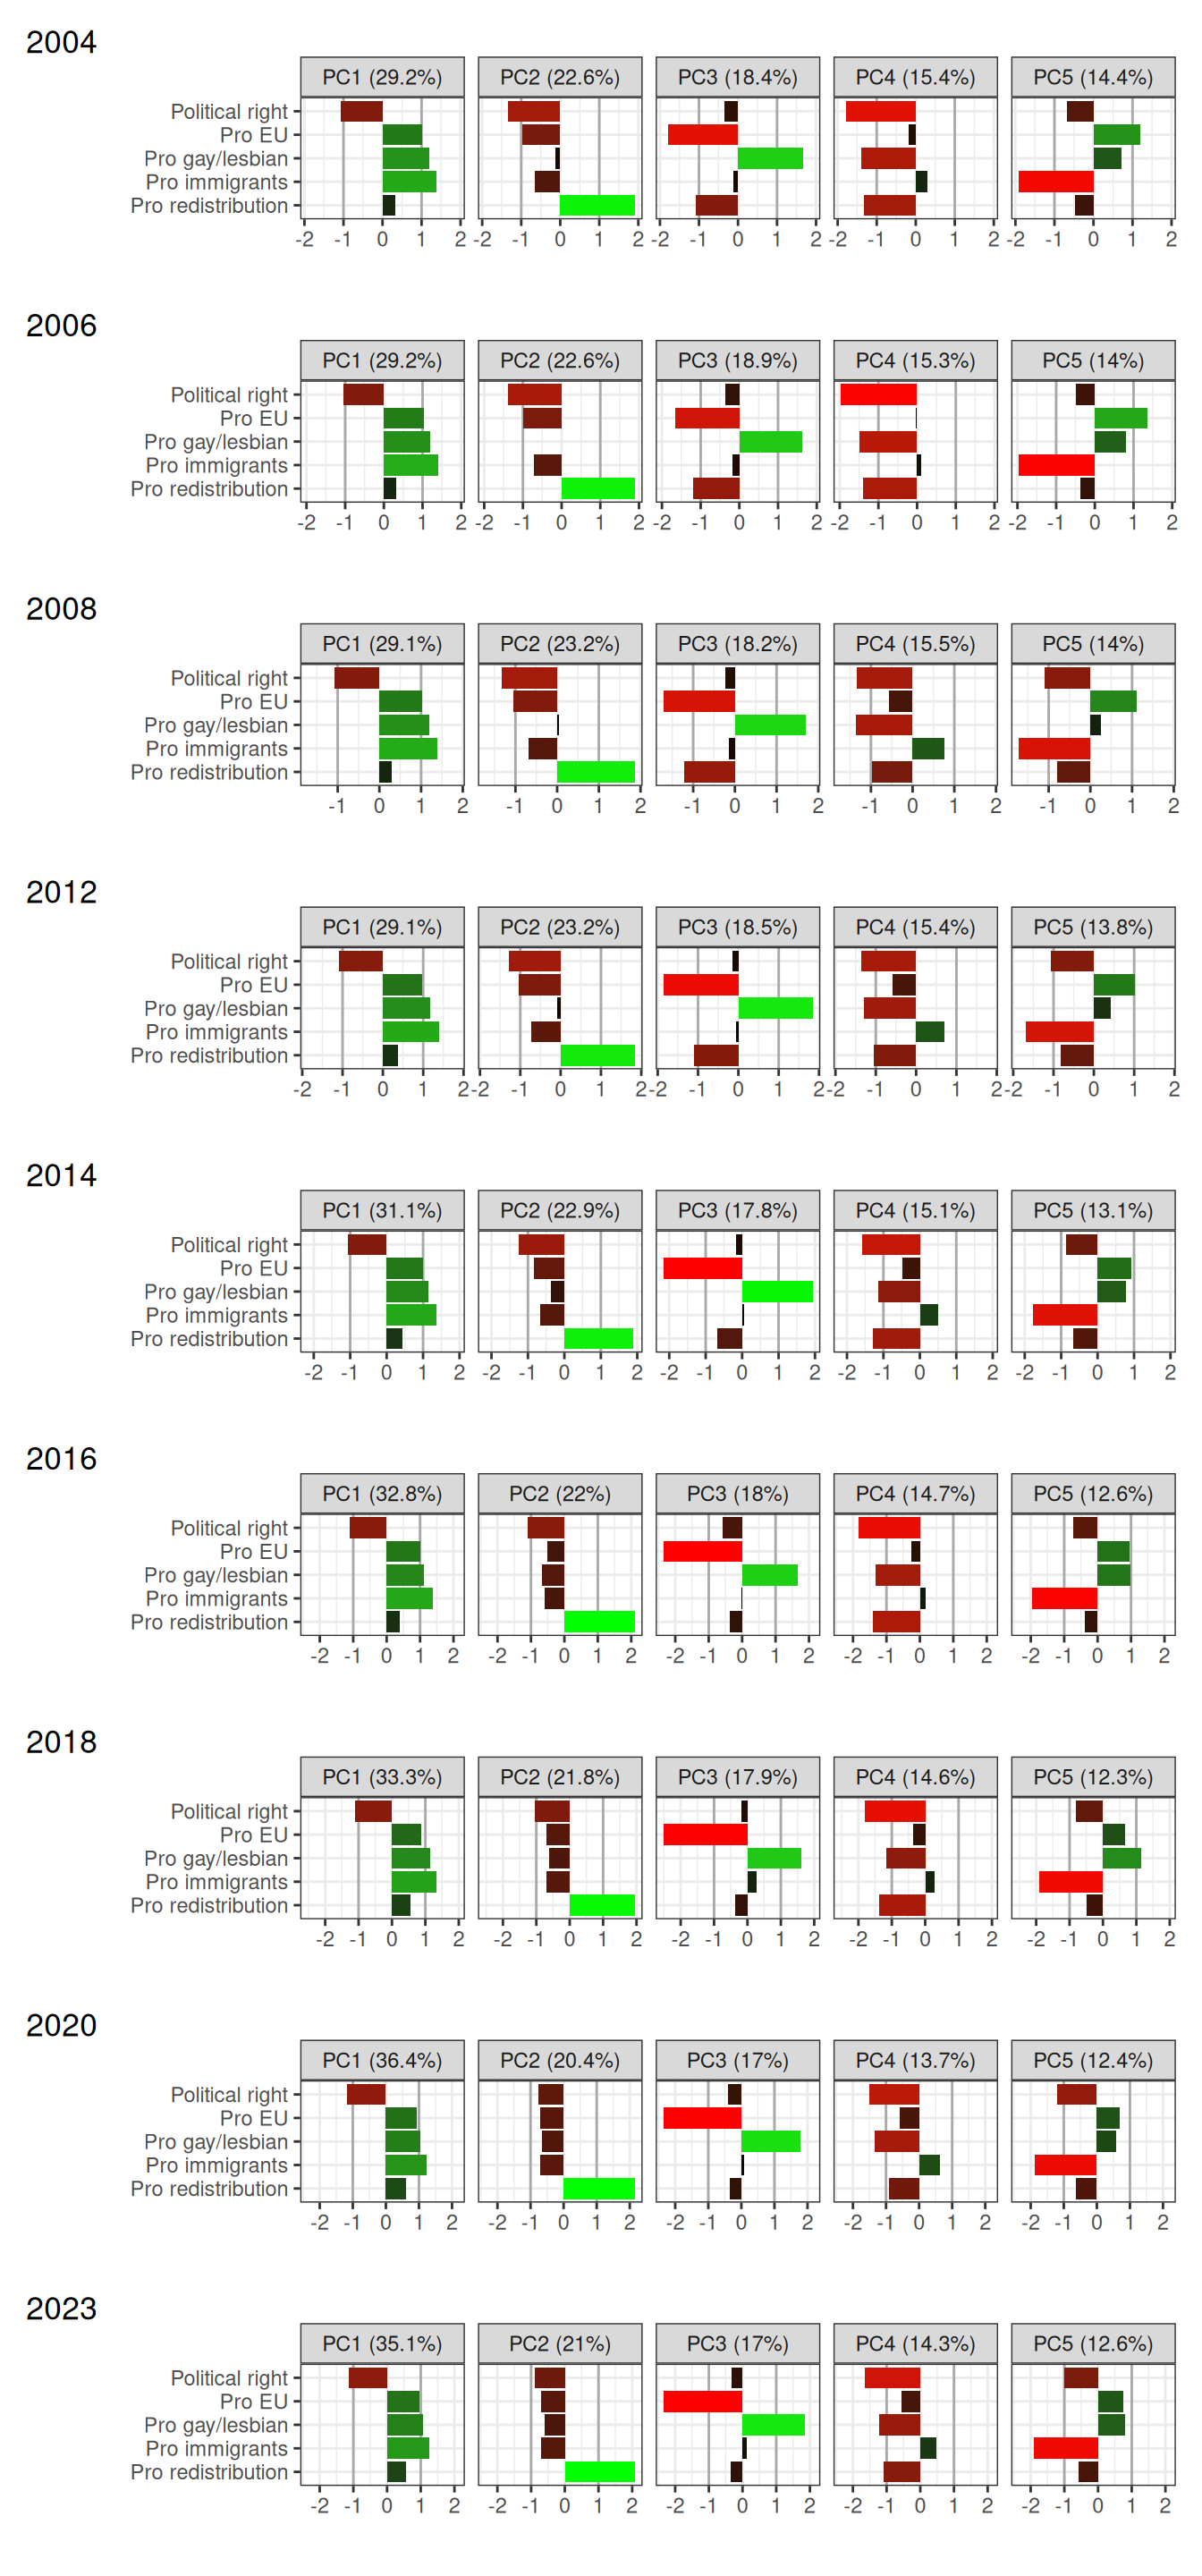 2004
PC1 (29.2%) PC2 (22.6%) PC3 (18.4%) PC4 (15.4%) PC5 (14.4%)
Political right
Pro EU
Pro gay/lesbian
Pro immigrants
Pro redistribution
-2 -1 0 1 2 -2 -1 0 1 2 -2 -1 0 1 2 -2 -1 0 1 2 -2 -1 0 1 2
2006
PC1 (29.2%) PC2 (22.6%) PC3 (18.9%) PC4 (15.3%) PC5 (14%)
Political right
Pro EU
Pro gay/lesbian
Pro immigrants
Pro redistribution
-2 -1 0 1 2 -2 -1 0 1 2 -2 -1 0 1 2 -2 -1 0 1 2 -2 -1 0 1 2
2008
PC1 (29.1%) PC2 (23.2%) PC3 (18.2%) PC4 (15.5%) PC5 (14%)
Political right
Pro EU
Pro gay/lesbian
Pro immigrants
Pro redistribution
-1 0 1 2 -1 0 1 2 -1 0 1 2 -1 0 1 2 -1 0 1 2
2012
PC1 (29.1%) PC2 (23.2%) PC3 (18.5%) PC4 (15.4%) PC5 (13.8%)
Political right
Pro EU
Pro gay/lesbian
Pro immigrants
Pro redistribution
-2 -1 0 1 2 -2 -1 0 1 2 -2 -1 0 1 2 -2 -1 0 1 2 -2 -1 0 1 2
2014
PC1 (31.1%) PC2 (22.9%) PC3 (17.8%) PC4 (15.1%) PC5 (13.1%)
Political right
Pro EU
Pro gay/lesbian
Pro immigrants
Pro redistribution
-2 -1 0 1 2 -2 -1 0 1 2 -2 -1 0 1 2 -2 -1 0 1 2 -2 -1 0 1 2
2016
PC1 (32.8%) PC2 (22%) PC3 (18%) PC4 (14.7%) PC5 (12.6%)
Political right
Pro EU
Pro gay/lesbian
Pro immigrants
Pro redistribution
-2 -1 0 1 2 -2 -1 0 1 2 -2 -1 0 1 2 -2 -1 0 1 2 -2 -1 0 1 2
2018
PC1 (33.3%) PC2 (21.8%) PC3 (17.9%) PC4 (14.6%) PC5 (12.3%)
Political right
Pro EU
Pro gay/lesbian
Pro immigrants
Pro redistribution
-2 -1 0 1 2 -2 -1 0 1 2 -2 -1 0 1 2 -2 -1 0 1 2 -2 -1 0 1 2
2020
PC1 (36.4%) PC2 (20.4%) PC3 (17%) PC4 (13.7%) PC5 (12.4%)
Political right
Pro EU
Pro gay/lesbian
Pro immigrants
Pro redistribution
-2 -1 0 1 2 -2 -1 0 1 2 -2 -1 0 1 2 -2 -1 0 1 2 -2 -1 0 1 2
2023
PC1 (35.1%) PC2 (21%) PC3 (17%) PC4 (14.3%) PC5 (12.6%)
Political right
Pro EU
Pro gay/lesbian
Pro immigrants
Pro redistribution
-2 -1 0 1 2 -2 -1 0 1 2 -2 -1 0 1 2 -2 -1 0 1 2 -2 -1 0 1 2